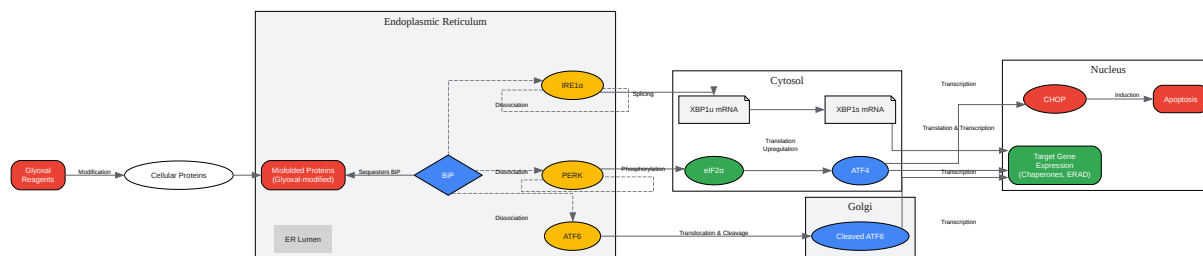 Endoplasmic Reticulum
Nucleus
Cytosol
IRE1α
Dissociation
Splicing
XBP1u mRNA
XBP1s mRNA
Transcription
CHOP
Induction
Apoptosis
Translation & Transcription
Translation
Upregulation
Glyoxal
Reagents
Modification
Cellular Proteins
Misfolded Proteins
(Glyoxal-modified)
Sequesters BiP
BiP
Dissociation
PERK
Phosphorylation
eIF2α
ATF4
Transcription
Target Gene
Expression
(Chaperones, ERAD)
Golgi
Dissociation
ATF6
Translocation & Cleavage
Cleaved ATF6
Transcription
ER Lumen